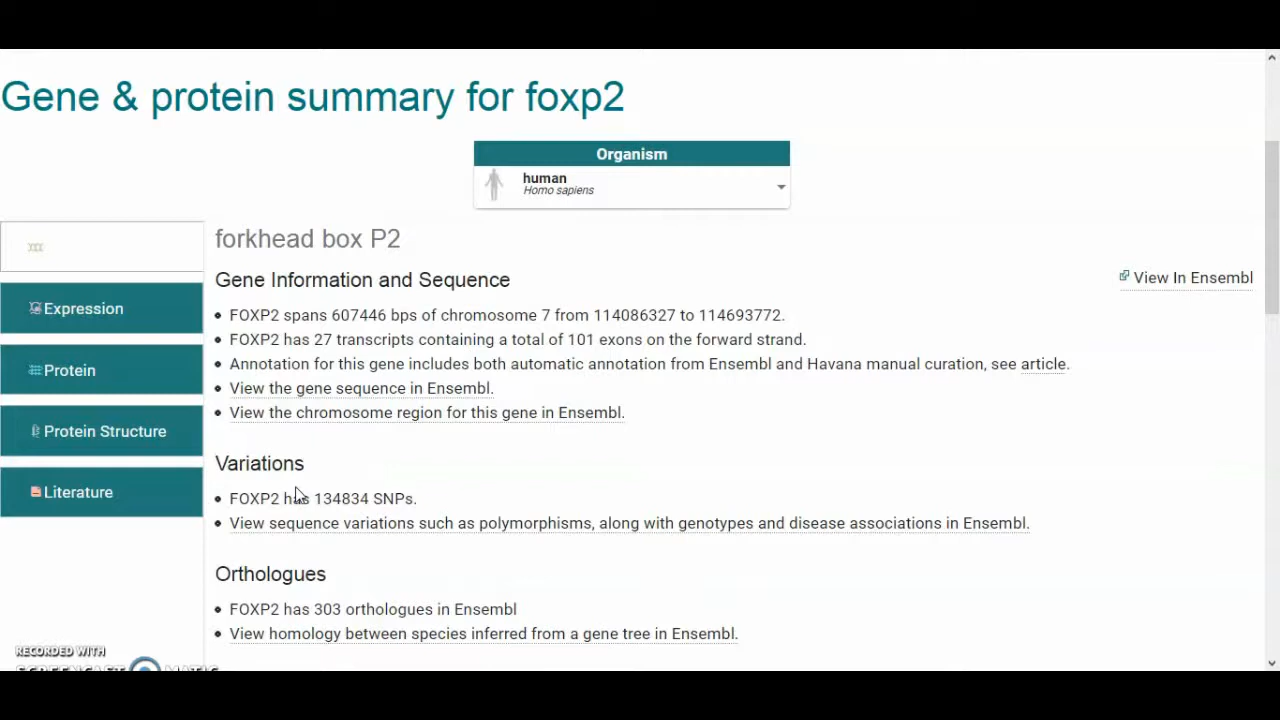 Gene & protein summary for foxp2
Organism
human
Homo sapiens
forkhead box P2
Gene Information and Sequence
View In Ensembl
FOXP2 spans 607446 bps of chromosome 7 from 114086327 to 114693772.
FOXP2 has 27 transcripts containing a total of 101 exons on the forward strand.
Annotation for this gene includes both automatic annotation from Ensembl and Havana manual curation, see article.
View the gene sequence in Ensembl.
View the chromosome region for this gene in Ensembl.
Expression
Protein
Protein Structure
Literature
Variations
FOXP2 has 134834 SNPs.
View sequence variations such as polymorphisms, along with genotypes and disease associations in Ensembl.
Orthologues
FOXP2 has 303 orthologues in Ensembl
View homology between species inferred from a gene tree in Ensembl.
RECORDED WITH